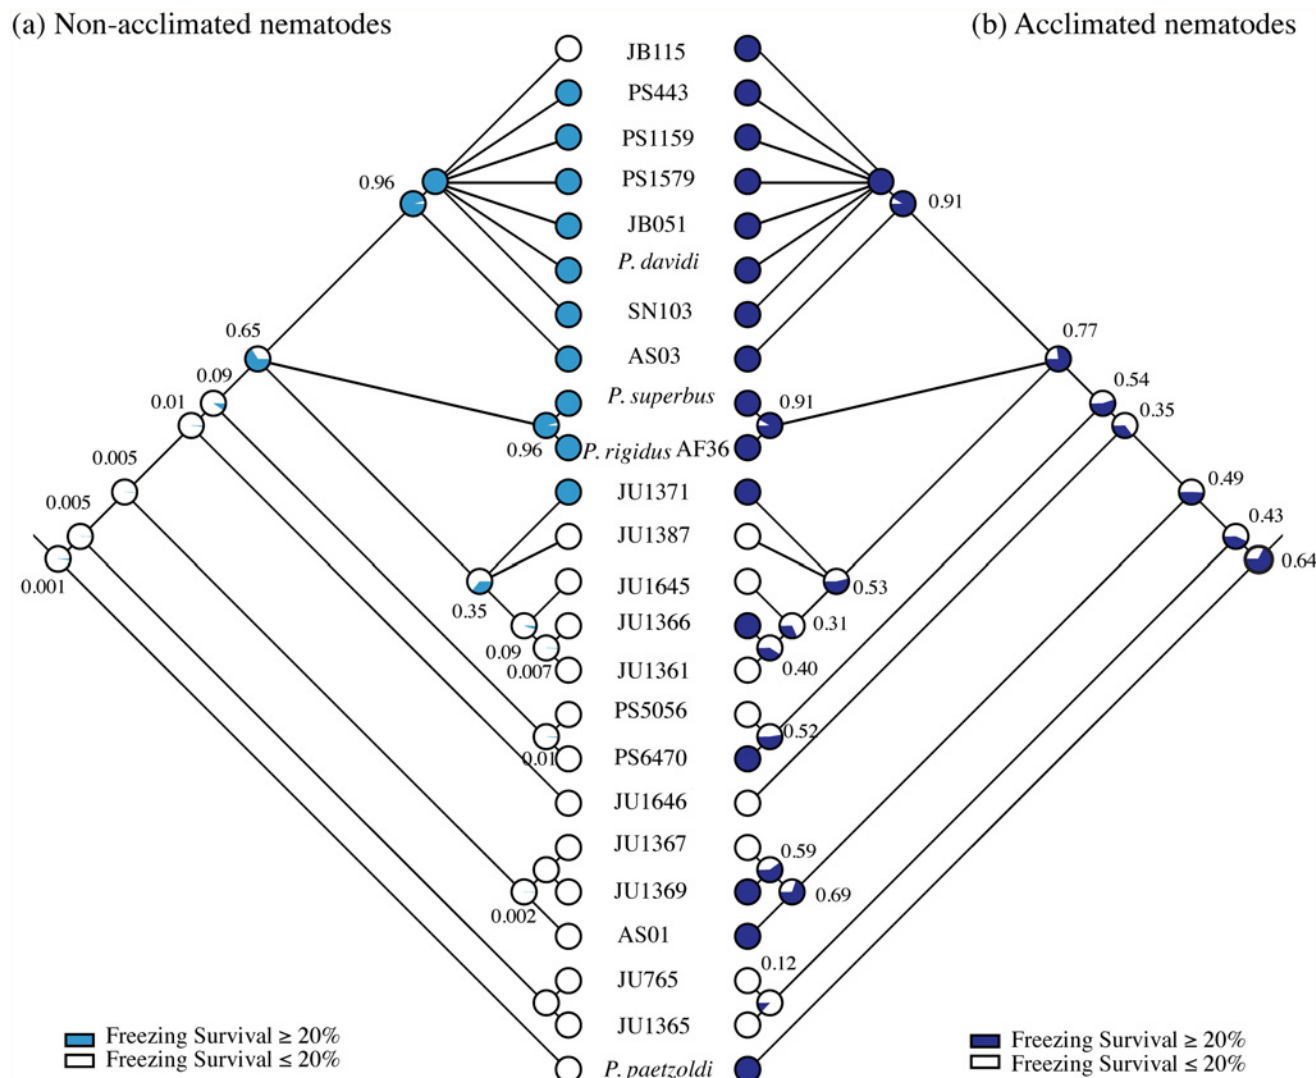 (a) Non-acclimated nematodes
(b) Acclimated nematodes
JB115
PS443
PS1159
0.96
PS1579
0.91
JB051
P. davidi
SN103
0.65
0.77
AS03
0.09
P. superbus
0.91
0.54
0.01
0.35
0.96
P. rigidus AF36
0.005
0.49
JU1371
0.005
0.43
JU1387
0.001
0.64
JU1645
0.35
0.53
JU1366
0.31
0.09
0.007
JU1361
0.40
PS5056
0.52
0.01
PS6470
JU1646
JU1367
0.59
JU1369
0.69
0.002
AS01
0.12
JU765
JU1365
Freezing Survival ≥ 20%
Freezing Survival ≤ 20%
Freezing Survival ≥ 20%
Freezing Survival ≤ 20%
P. paetzoldi